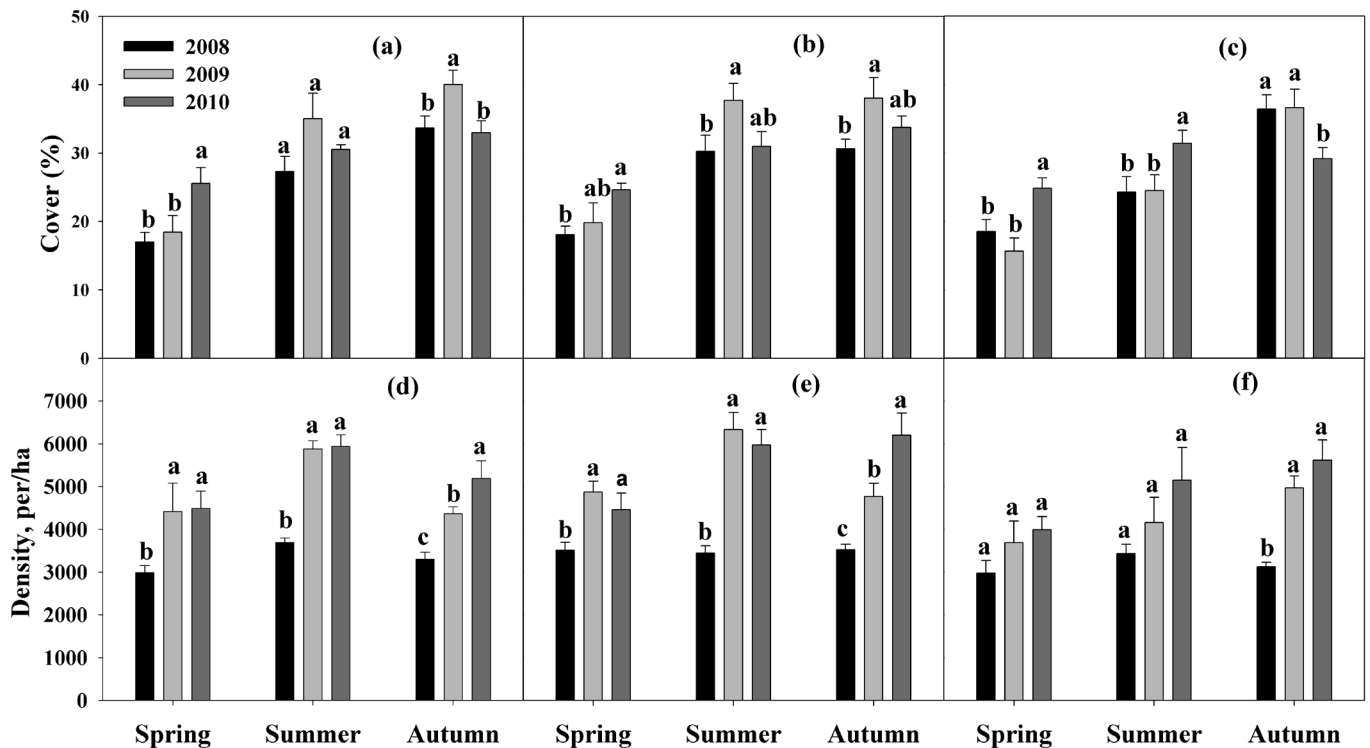 50
40
30
20
10
0
Cover (%)
2008
2009
2010
(a)
b b a
a a a
b a b
(b)
b ab a
b a ab
b a ab
(c)
b b a
b b a
a a b
7000
6000
5000
4000
3000
2000
1000
0
Density, per/ha
(d)
b a a
b a a
c b a
(e)
b a a
b a a
c b a
(f)
a a a
a a a
b a a
Spring Summer Autumn
Spring Summer Autumn
Spring Summer Autumn